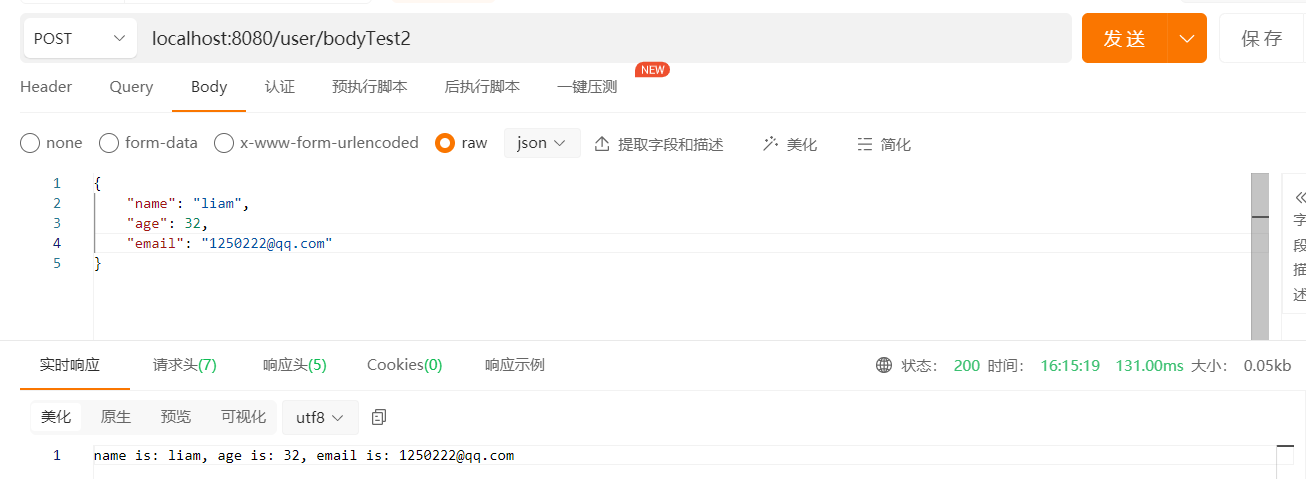 POST localhost:8080/user/bodyTest2 发送 保存
Header Query Body 认证 预执行脚本 后执行脚本 一键压测 NEW
none form-data x-www-form-urlencoded raw json 提取字段和描述 美化 简化
1 {
2 "name": "liam",
3 "age": 32,
4 "email": "1250222@qq.com"
5 }
字
段
描
述
实时响应 请求头(7) 响应头(5) Cookies(0) 响应示例 状态: 200 时间: 16:15:19 131.00ms 大小: 0.05kb
美化 原生 预览 可视化 utf8
1 name is: liam, age is: 32, email is: 1250222@qq.com